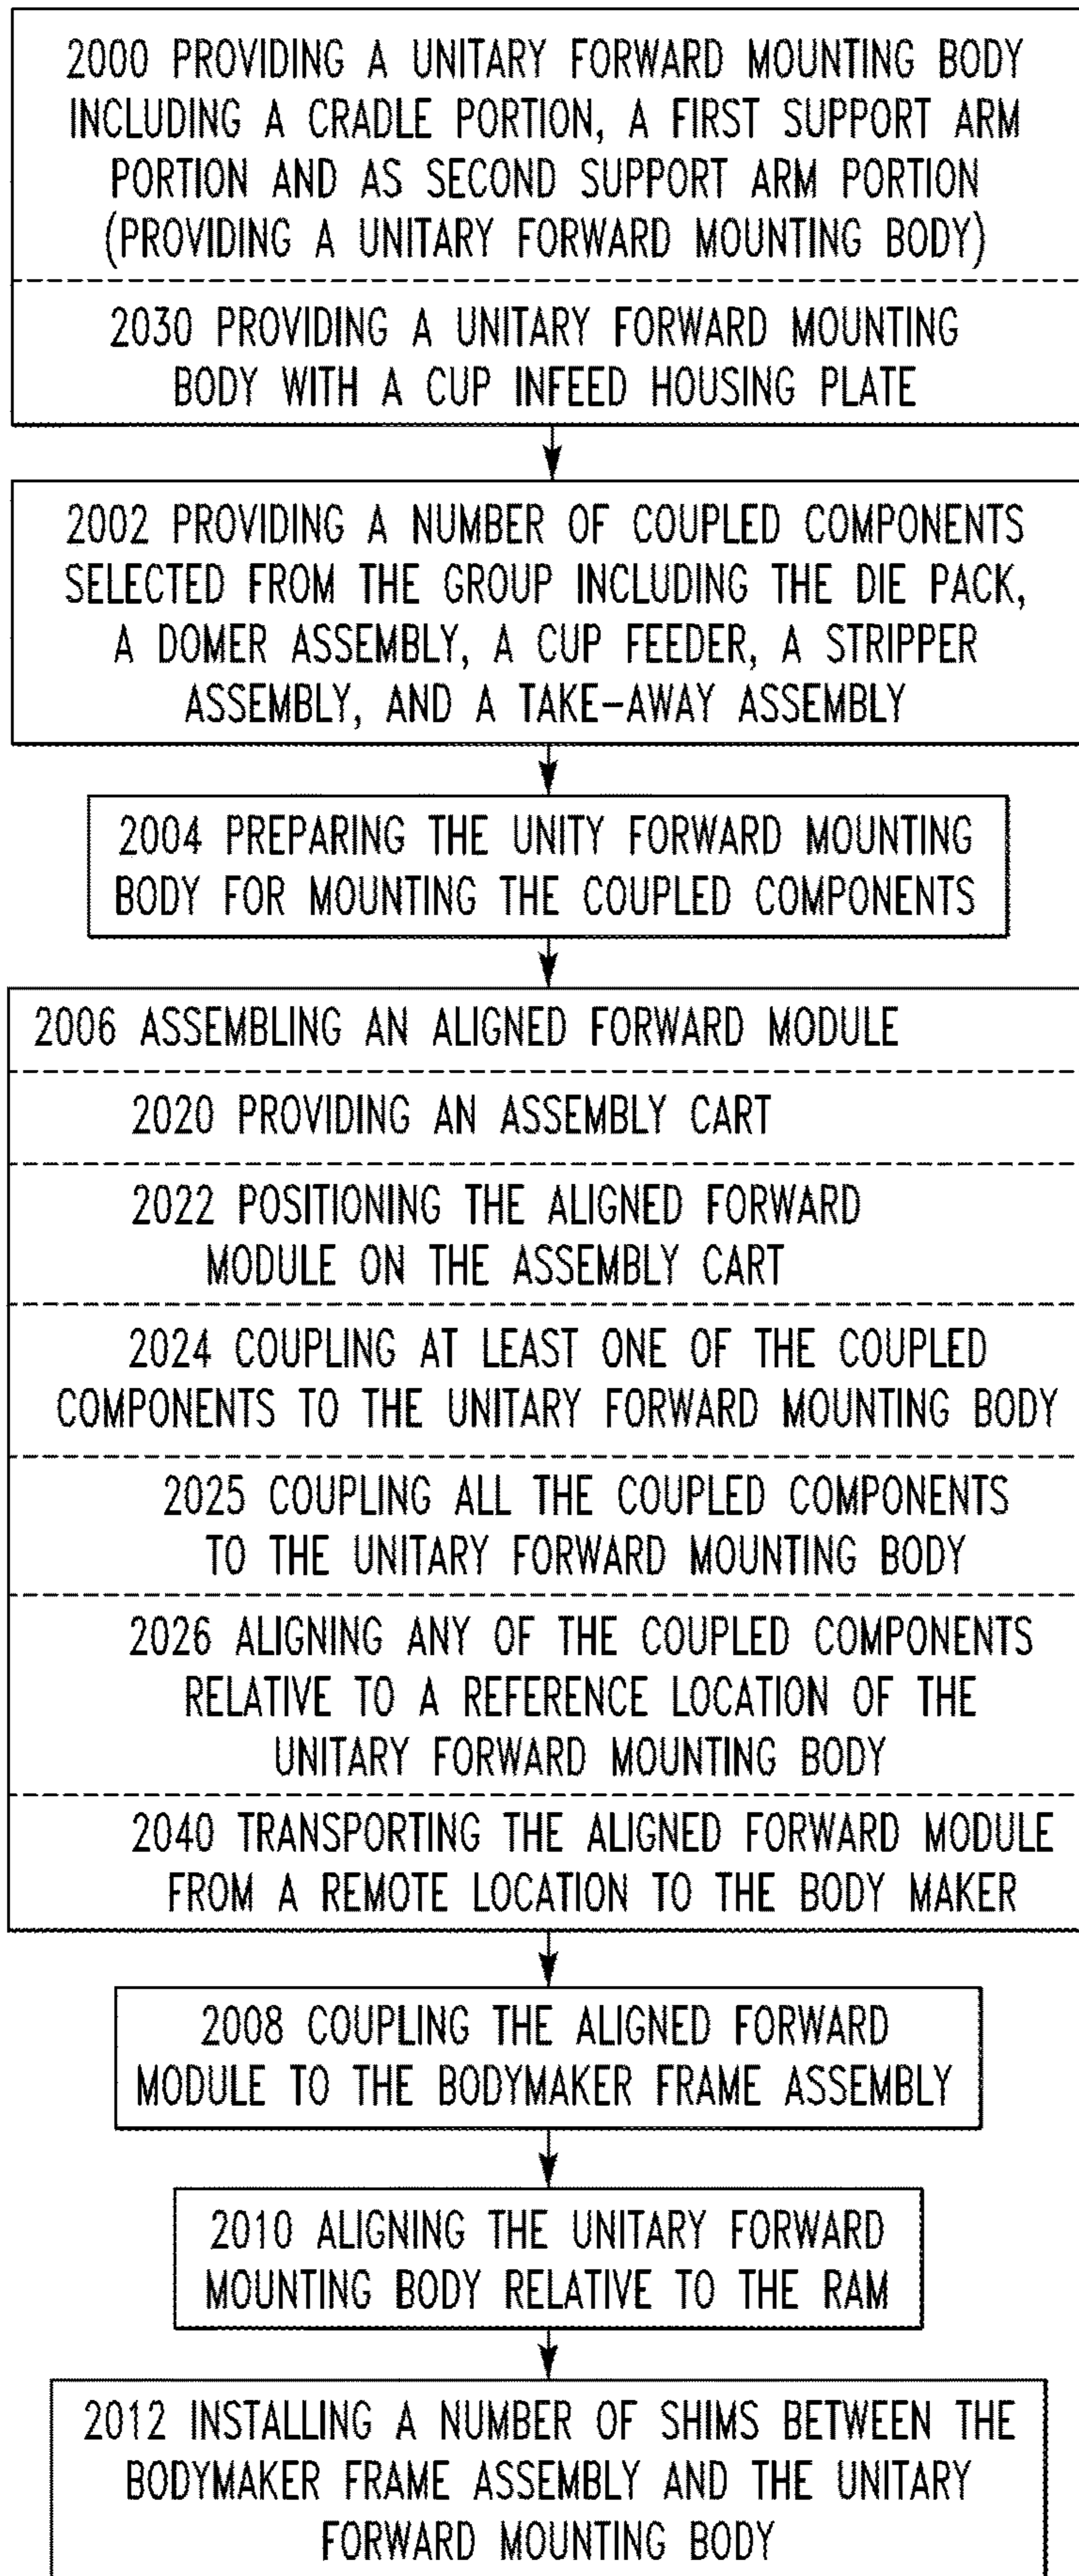 2000 PROVIDING A UNITARY FORWARD MOUNTING BODY
INCLUDING A CRADLE PORTION, A FIRST SUPPORT ARM
PORTION AND AS SECOND SUPPORT ARM PORTION
(PROVIDING A UNITARY FORWARD MOUNTING BODY)
2030 PROVIDING A UNITARY FORWARD MOUNTING
BODY WITH A CUP INFEED HOUSING PLATE
2002 PROVIDING A NUMBER OF COUPLED COMPONENTS
SELECTED FROM THE GROUP INCLUDING THE DIE PACK,
A DOMER ASSEMBLY, A CUP FEEDER, A STRIPPER
ASSEMBLY, AND A TAKE-AWAY ASSEMBLY
2004 PREPARING THE UNITY FORWARD MOUNTING
BODY FOR MOUNTING THE COUPLED COMPONENTS
2006 ASSEMBLING AN ALIGNED FORWARD MODULE
2020 PROVIDING AN ASSEMBLY CART
2022 POSITIONING THE ALIGNED FORWARD
MODULE ON THE ASSEMBLY CART
2024 COUPLING AT LEAST ONE OF THE COUPLED
COMPONENTS TO THE UNITARY FORWARD MOUNTING BODY
2025 COUPLING ALL THE COUPLED COMPONENTS
TO THE UNITARY FORWARD MOUNTING BODY
2026 ALIGNING ANY OF THE COUPLED COMPONENTS
RELATIVE TO A REFERENCE LOCATION OF THE
UNITARY FORWARD MOUNTING BODY
2040 TRANSPORTING THE ALIGNED FORWARD MODULE
FROM A REMOTE LOCATION TO THE BODY MAKER
2008 COUPLING THE ALIGNED FORWARD
MODULE TO THE BODYMAKER FRAME ASSEMBLY
2010 ALIGNING THE UNITARY FORWARD
MOUNTING BODY RELATIVE TO THE RAM
2012 INSTALLING A NUMBER OF SHIMS BETWEEN THE
BODYMAKER FRAME ASSEMBLY AND THE UNITARY
FORWARD MOUNTING BODY